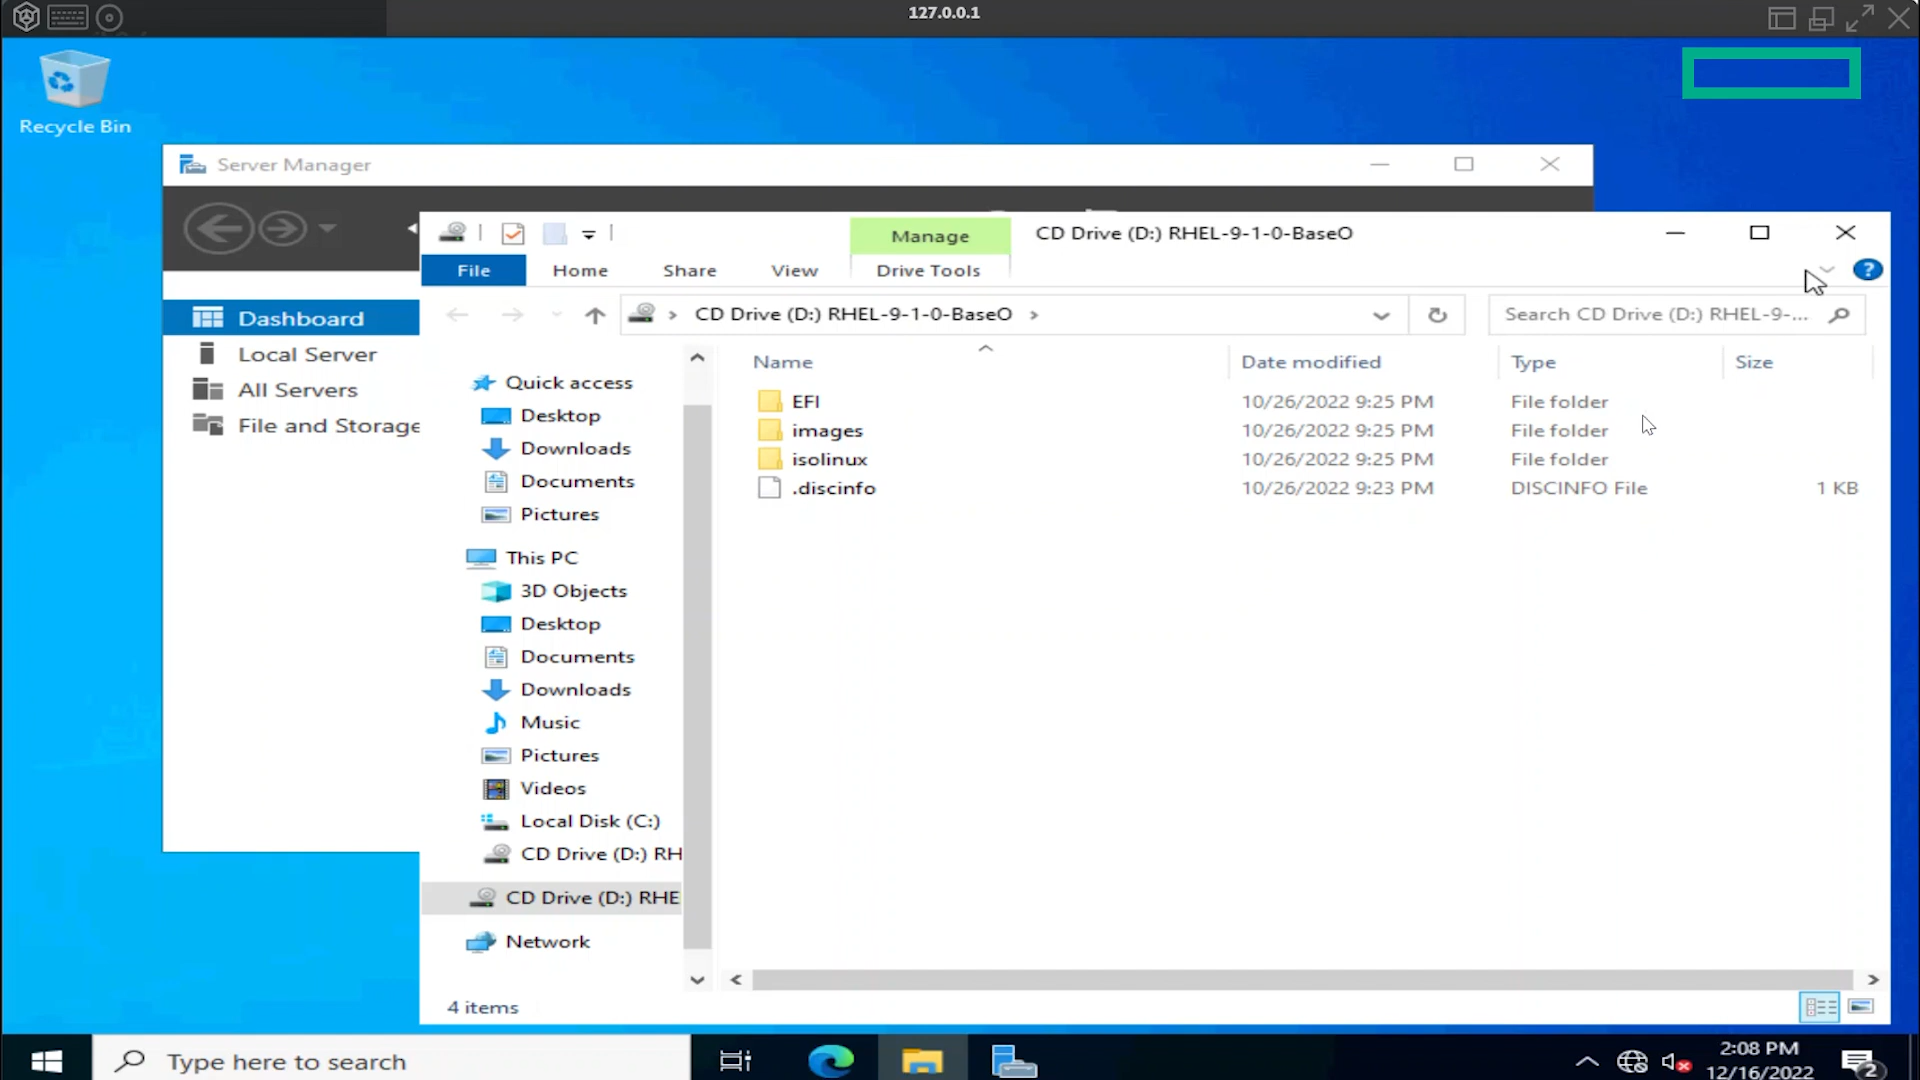 127.0.0.1
Recycle Bin
Server Manager
Manage
CD Drive (D:) RHEL-9-1-0-BaseO
File
Home
Share
View
Drive Tools
?
CD Drive (D:) RHEL-9-1-0-BaseO
Search CD Drive (D:) RHEL-9-...
Dashboard
Local Server
All Servers
File and Storage
Name
Date modified
Type
Size
EFI
10/26/2022 9:25 PM
File folder
images
10/26/2022 9:25 PM
File folder
isolinux
10/26/2022 9:25 PM
File folder
.discinfo
10/26/2022 9:23 PM
DISCINFO File
1 KB
Quick access
Desktop
Downloads
Documents
Pictures
This PC
3D Objects
Desktop
Documents
Downloads
Music
Pictures
Videos
Local Disk (C:)
CD Drive (D:) RH
CD Drive (D:) RHE
Network
4 items
Type here to search
2:08 PM
12/16/2022
2